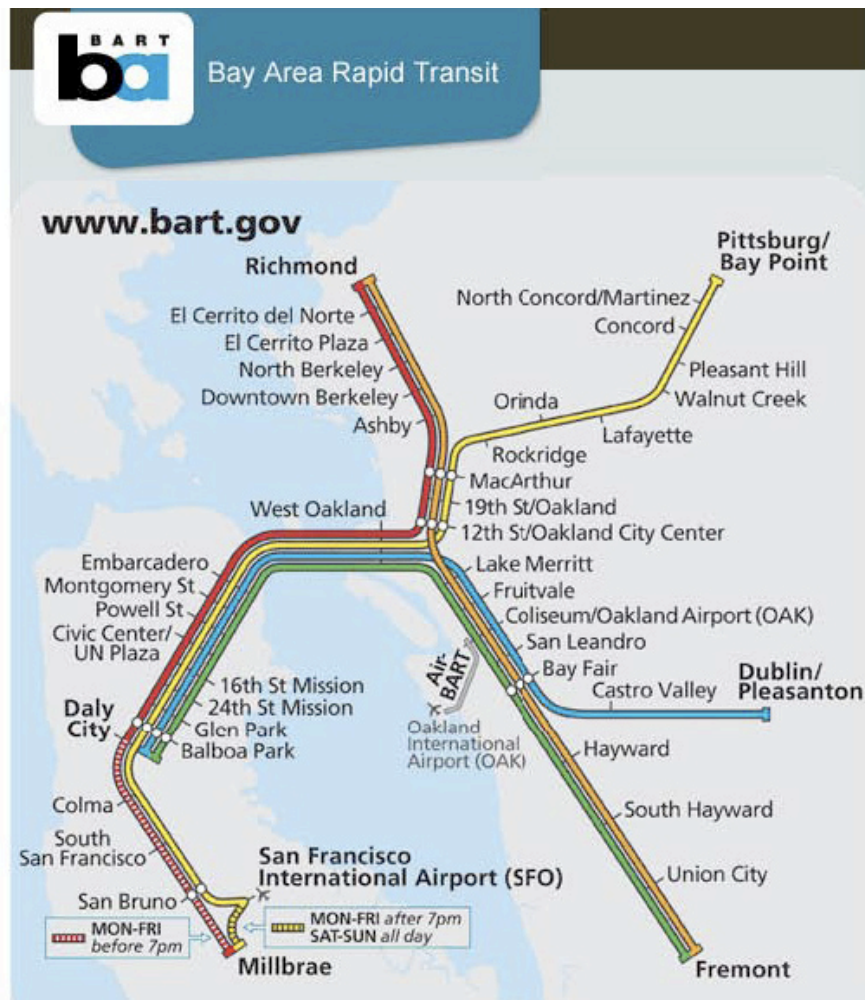 BART
ba
Bay Area Rapid Transit
www.bart.gov
Richmond
Pittsburg/
Bay Point
El Cerrito del Norte
North Concord/Martinez
El Cerrito Plaza
Concord
North Berkeley
Pleasant Hill
Downtown Berkeley
Orinda
Walnut Creek
Ashby
Lafayette
Rockridge
MacArthur
West Oakland
19th St/Oakland
12th St/Oakland City Center
Embarcadero
Lake Merritt
Montgomery St
Fruitvale
Powell St
Coliseum/Oakland Airport (OAK)
Civic Center/
UN Plaza
San Leandro
Bay Fair
Air-
BART
16th St Mission
24th St Mission
Castro Valley
Dublin/
Pleasanton
Daly
City
Glen Park
Balboa Park
Oakland
International
Airport (OAK)
Hayward
Colma
South Hayward
South
San Francisco
San Francisco
International Airport (SFO)
Union City
San Bruno
MON-FRI
before 7pm
MON-FRI after 7pm
SAT-SUN all day
Millbrae
Fremont